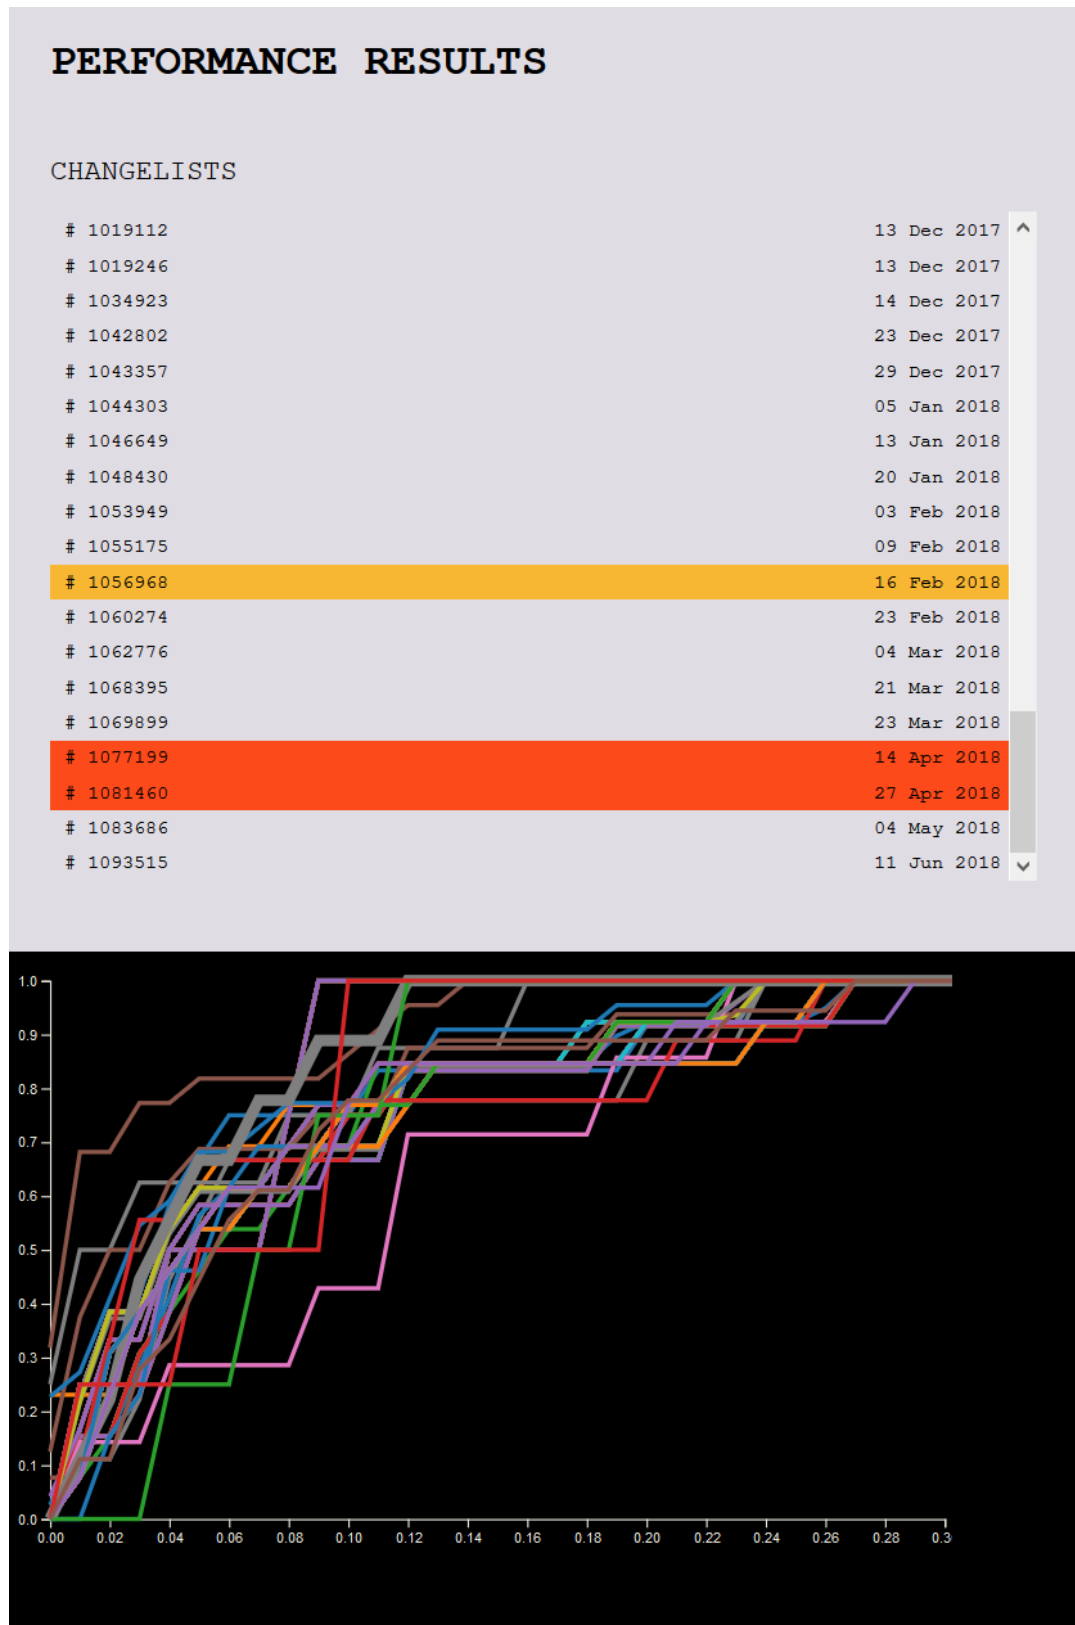 PERFORMANCE RESULTS
CHANGELISTS
# 1019112 13 Dec 2017
# 1019246 13 Dec 2017
# 1034923 14 Dec 2017
# 1042802 23 Dec 2017
# 1043357 29 Dec 2017
# 1044303 05 Jan 2018
# 1046649 13 Jan 2018
# 1048430 20 Jan 2018
# 1053949 03 Feb 2018
# 1055175 09 Feb 2018
# 1056968 16 Feb 2018
# 1060274 23 Feb 2018
# 1062776 04 Mar 2018
# 1068395 21 Mar 2018
# 1069899 23 Mar 2018
# 1077199 14 Apr 2018
# 1081460 27 Apr 2018
# 1083686 04 May 2018
# 1093515 11 Jun 2018
1.0
0.9
0.8
0.7
0.6
0.5
0.4
0.3
0.2
0.1
0.0
0.00 0.02 0.04 0.06 0.08 0.10 0.12 0.14 0.16 0.18 0.20 0.22 0.24 0.26 0.28 0.3